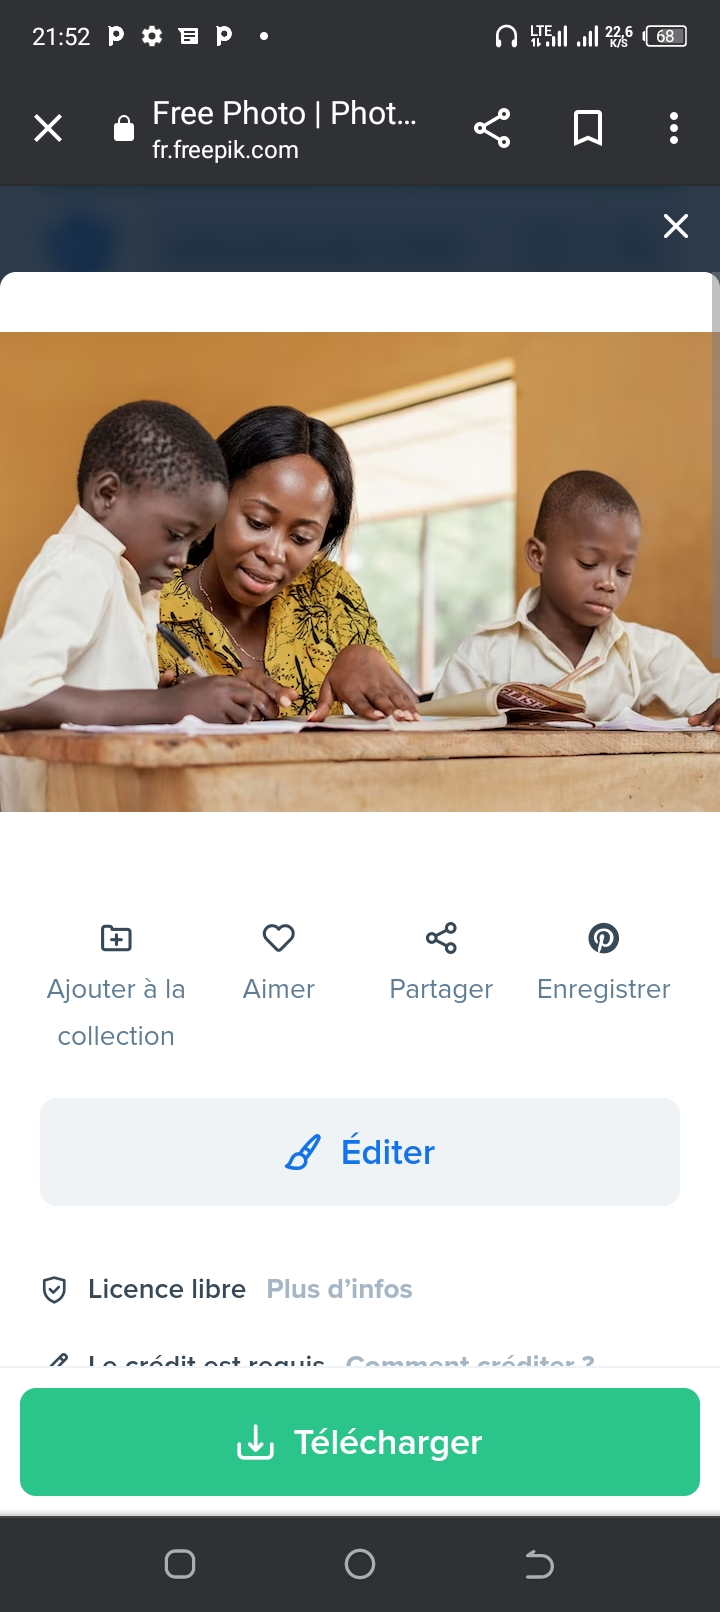 21:52
LTE
22,6
K/S
68
Free Photo | Phot...
fr.freepik.com
Ajouter à la
collection
Aimer
Partager
Enregistrer
Éditer
Licence libre Plus d'infos
Le crédit est requis Comment créditer ?
Télécharger